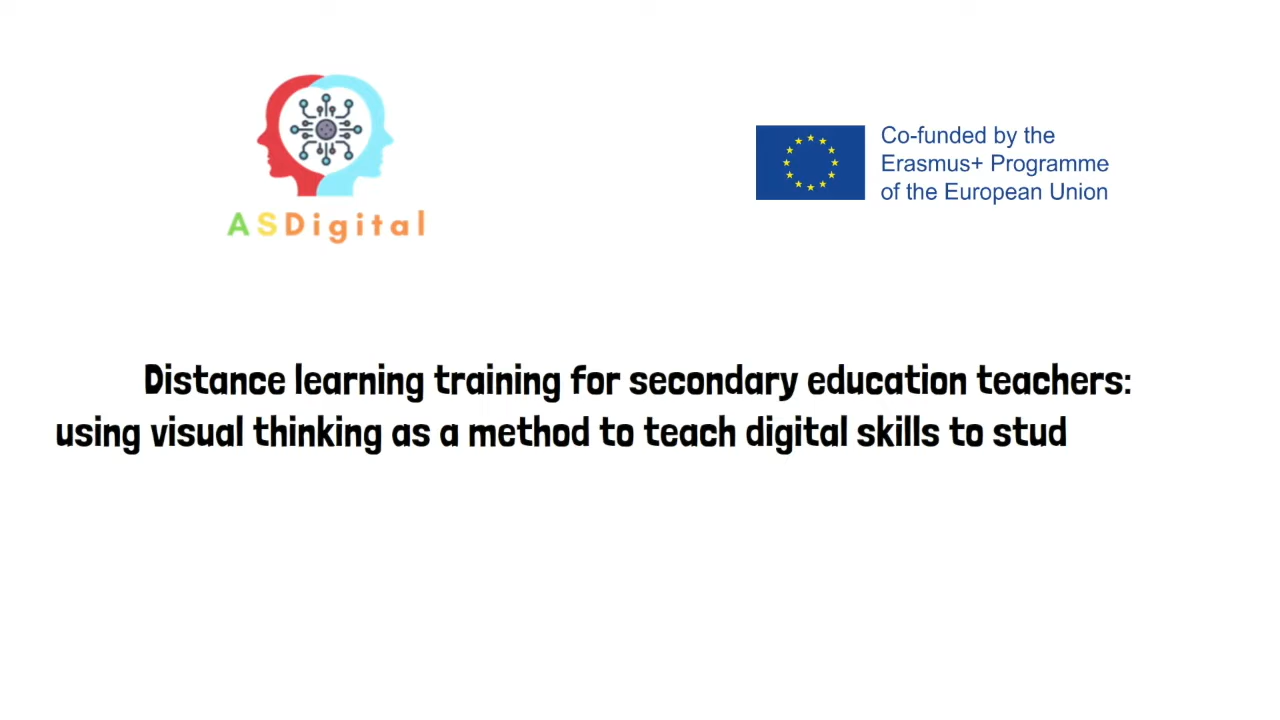 ASDigital
Co-funded by the
Erasmus+ Programme
of the European Union
Distance learning training for secondary education teachers:
using visual thinking as a method to teach digital skills to stud